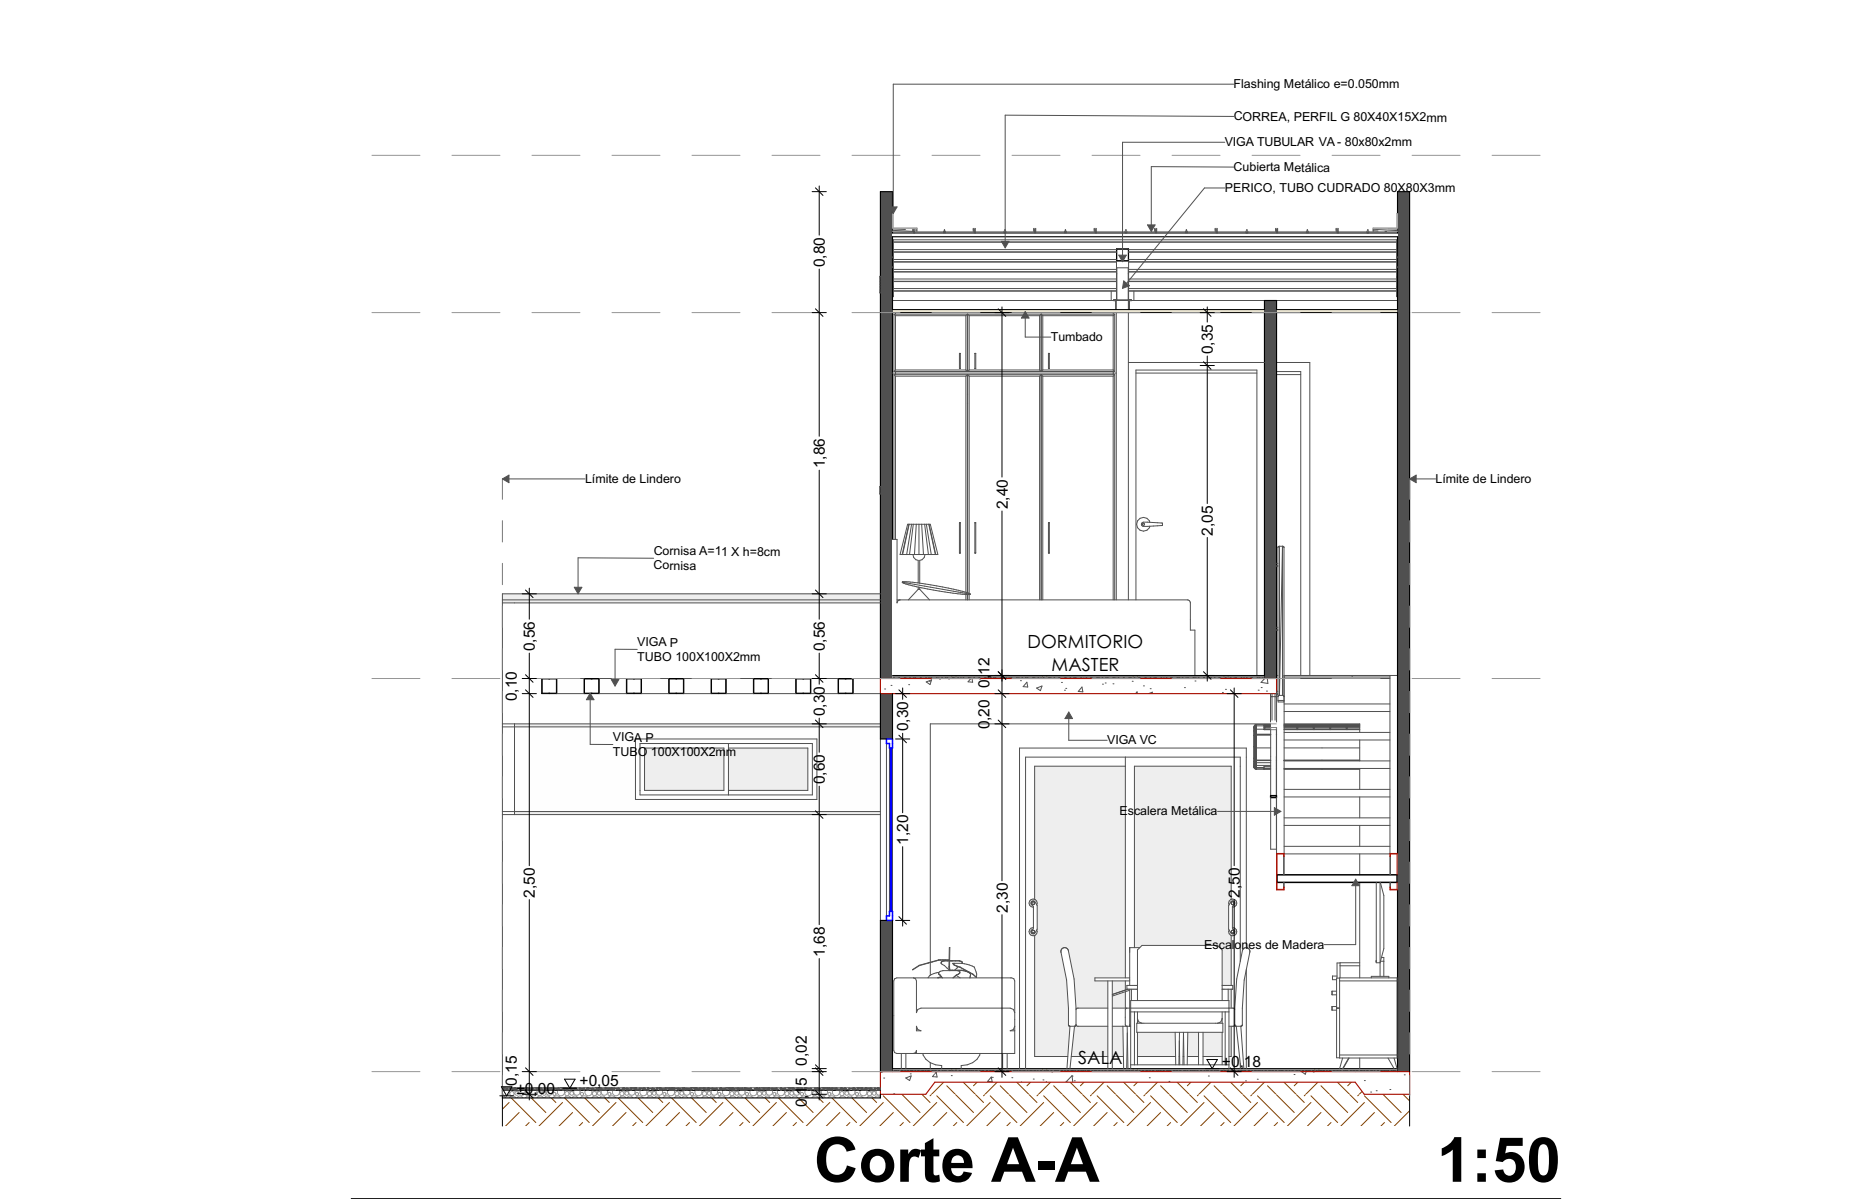 Flashing Metálico e=0.050mm
CORREA, PERFIL G 80X40X15X2mm
VIGA TUBULAR VA - 80x80x2mm
Cubierta Metálica
PERICO, TUBO CUDRADO 80X80X3mm
0,80
0,35
Tumbado
1,86
Límite de Lindero
2,40
2,05
Límite de Lindero
Cornisa A=11 X h=8cm
Cornisa
0,56
0,56
VIGA P
TUBO 100X100X2mm
DORMITORIO
MASTER
0,10
0,30
0,12
0,30
0,20
VIGA P
TUBO 100X100X2mm
VIGA VC
0,60
Escalera Metálica
1,20
2,50
2,30
2,50
1,68
Escalones de Madera
0,02
SALA
+0,18
0,15
±0,00
+0,05
0,15
Corte A-A
1:50